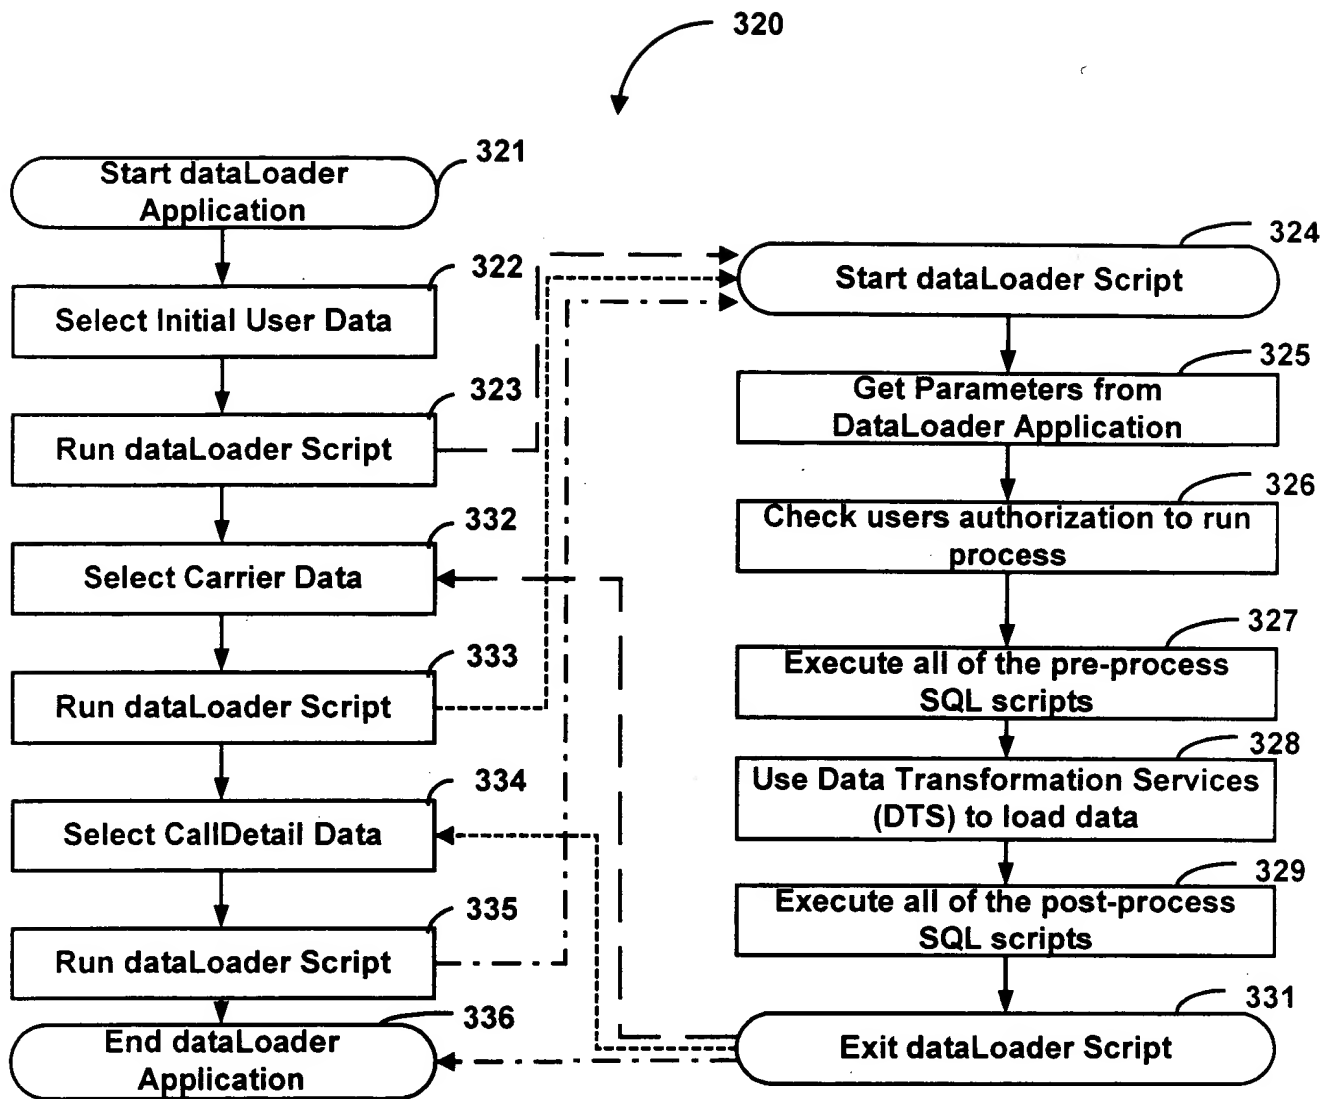 320
321
Start dataLoader
Application
322
Select Initial User Data
323
Run dataLoader Script
332
Select Carrier Data
333
Run dataLoader Script
334
Select CallDetail Data
335
Run dataLoader Script
336
End dataLoader
Application
324
Start dataLoader Script
325
Get Parameters from
DataLoader Application
326
Check users authorization to run
process
327
Execute all of the pre-process
SQL scripts
328
Use Data Transformation Services
(DTS) to load data
329
Execute all of the post-process
SQL scripts
331
Exit dataLoader Script